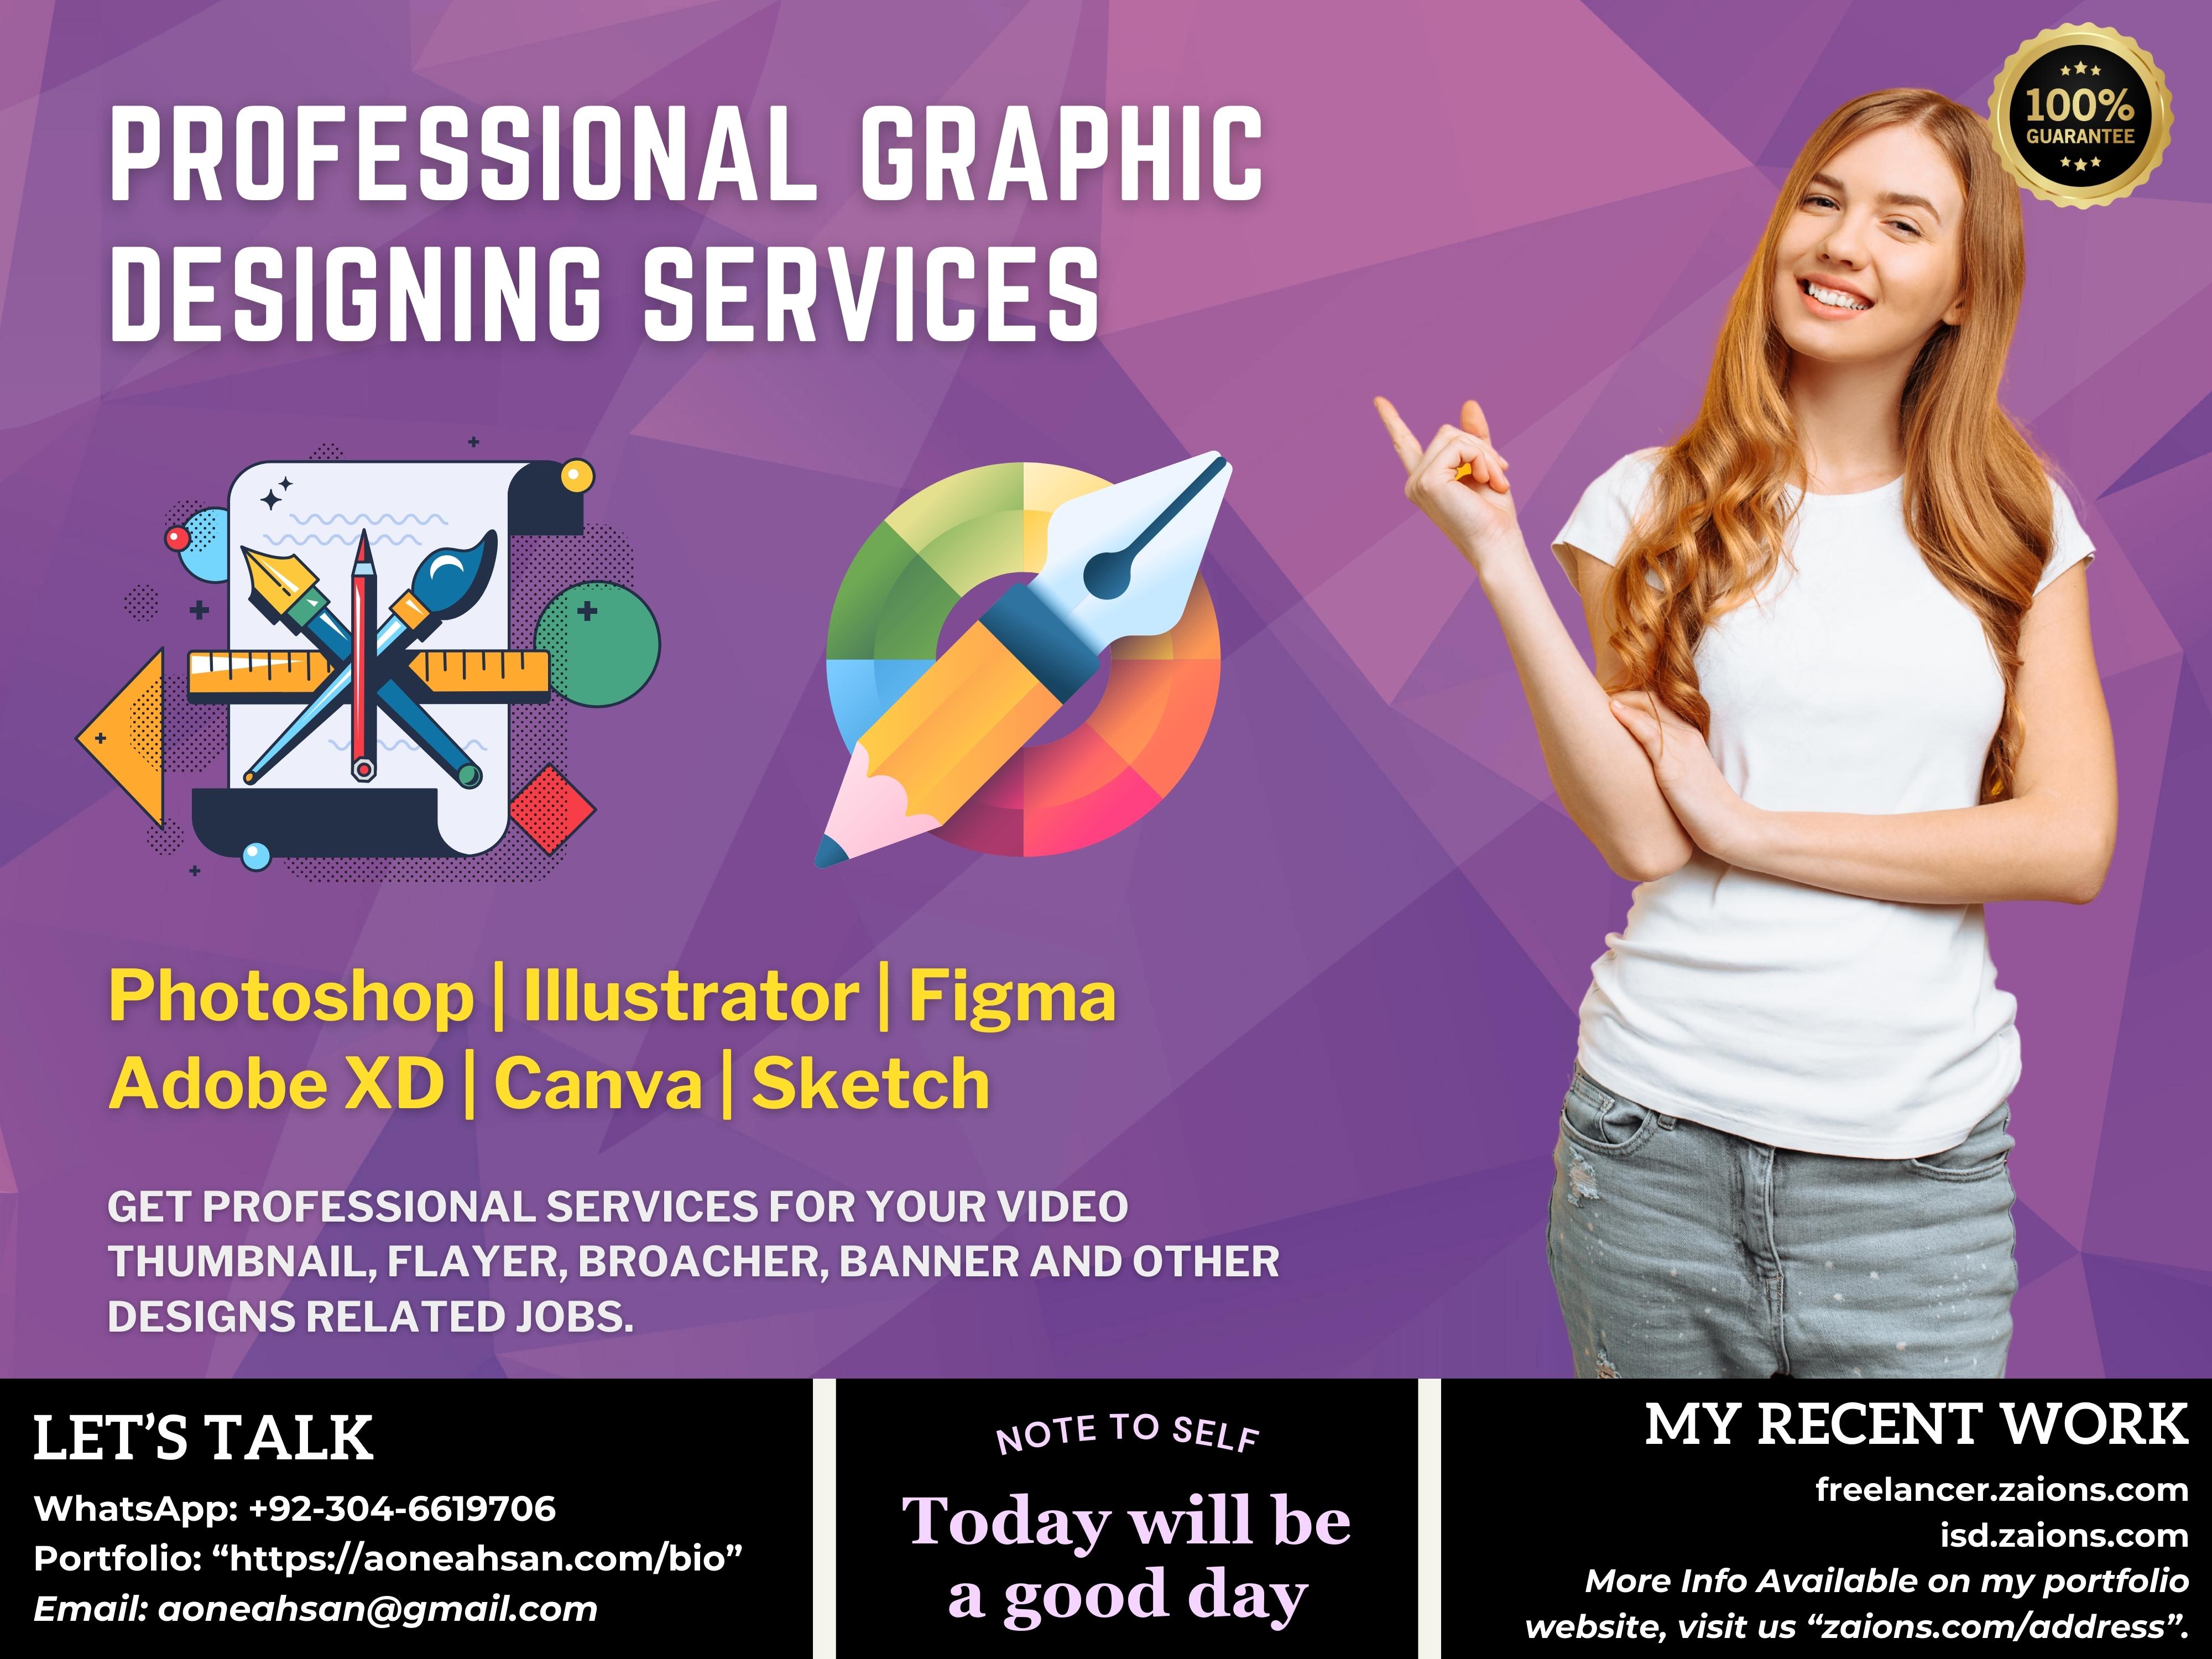 PROFESSIONAL GRAPHIC
DESIGNING SERVICES
100%
GUARANTEE
Photoshop | Illustrator | Figma
Adobe XD | Canva | Sketch
GET PROFESSIONAL SERVICES FOR YOUR VIDEO
THUMBNAIL, FLAYER, BROACHER, BANNER AND OTHER
DESIGNS RELATED JOBS.
LET’S TALK
WhatsApp: +92-304-6619706
Portfolio: “https://aoneahsan.com/bio”
Email: aoneahsan@gmail.com
NOTE TO SELF
Today will be
a good day
MY RECENT WORK
freelancer.zaions.com
isd.zaions.com
More Info Available on my portfolio
website, visit us “zaions.com/address”.